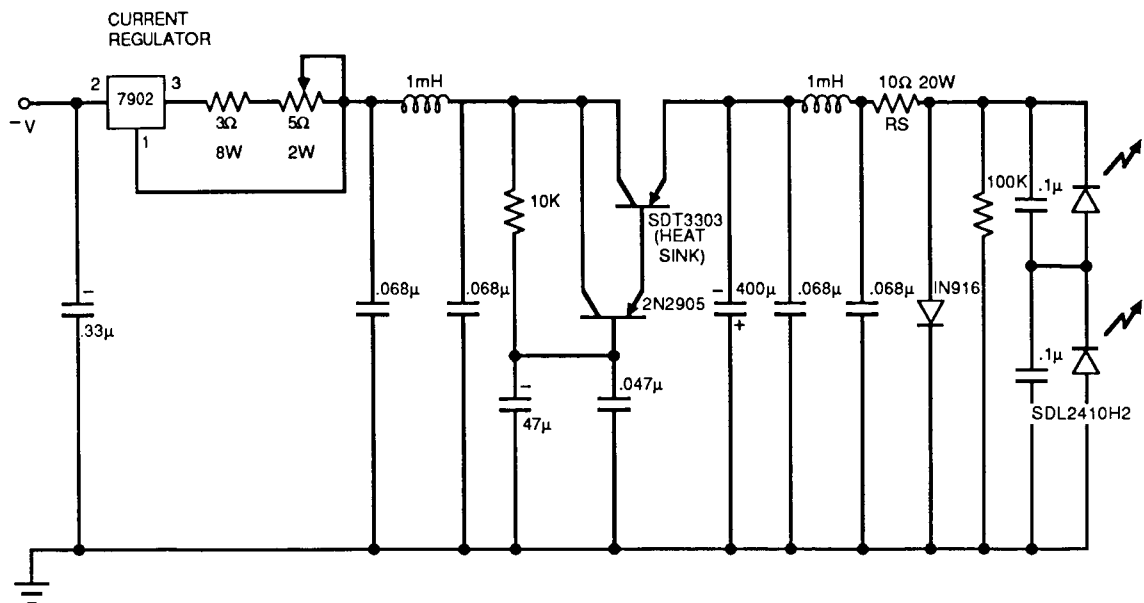 CURRENT
REGULATOR
2
7902
3
1
−V
3Ω
8W
5Ω
2W
1mH
1mH
10Ω 20W
RS
10K
SDT3303
(HEAT
SINK)
2N2905
100K
.1µ
.1µ
−
.33µ
.068µ
.068µ
−
47µ
.047µ
−
400µ
+
.068µ
.068µ
IN916
SDL2410H2